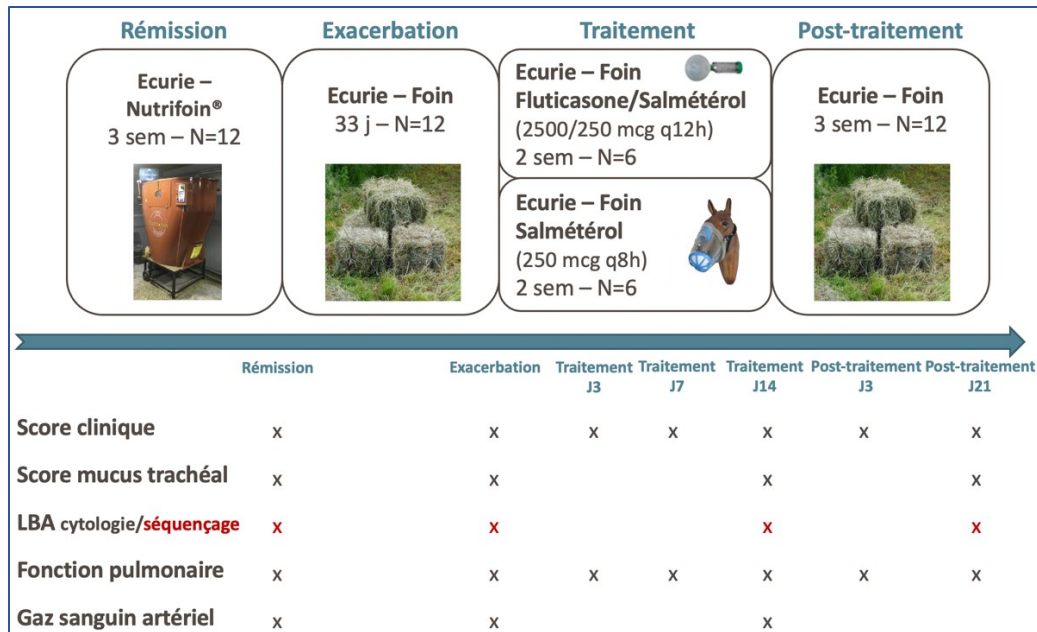 Rémission
Exacerbation
Traitement
Post-traitement
Ecurie –
Nutrifoin®
3 sem – N=12
Ecurie – Foin
33 j – N=12
Ecurie – Foin
Fluticasone/Salmétérol
(2500/250 mcg q12h)
2 sem – N=6
Ecurie – Foin
Salmétérol
(250 mcg q8h)
2 sem – N=6
Ecurie – Foin
3 sem – N=12
Rémission Exacerbation Traitement Traitement Traitement Post-traitement Post-traitement
J3 J7 J14 J3 J21
Score clinique x x x x x x x
Score mucus trachéal x x x x
LBA cytologie/séquençage x x x x
Fonction pulmonaire x x x x x x x
Gaz sanguin artériel x x x